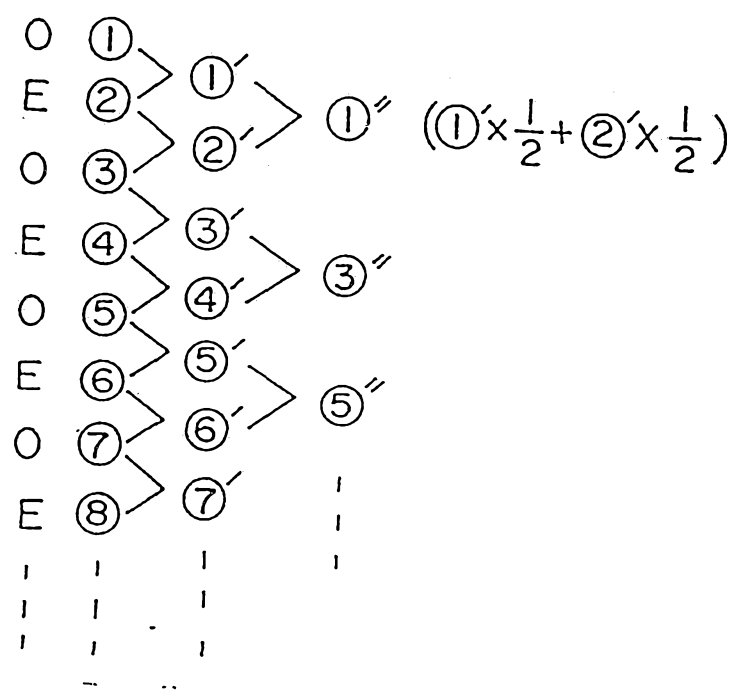 O ①
①′
E ②
①″ (①′×1/2+②′×1/2)
②′
O ③
③′
E ④
③″
④′
O ⑤
⑤′
E ⑥
⑤″
⑥′
O ⑦
⑦′
E ⑧